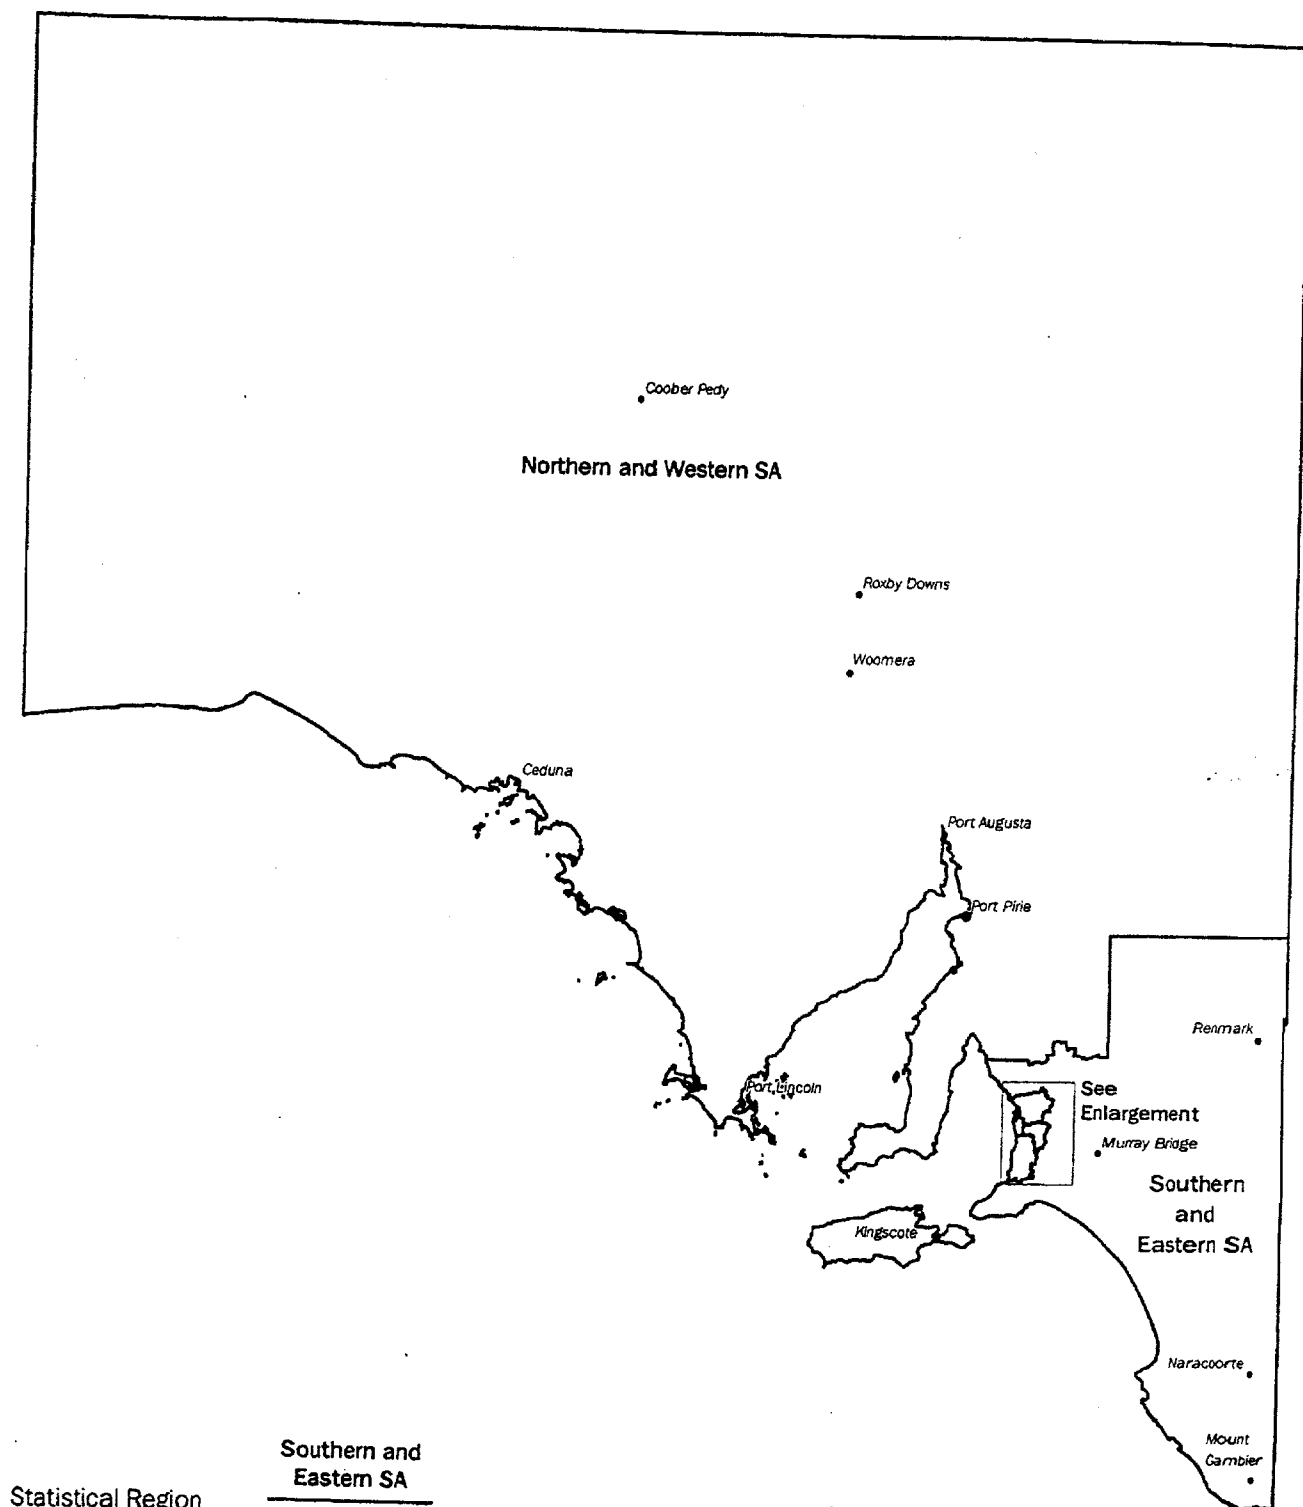 Coober Pedy
Northern and Western SA
Roxby Downs
Woomera
Ceduna
Port Augusta
Port Pirie
Renmark
Port Lincoln
See
Enlargement
Murray Bridge
Southern
and
Eastern SA
Kingscote
Naracoorte
Mount
Gambier
Southern and
Eastern SA
Statistical Region